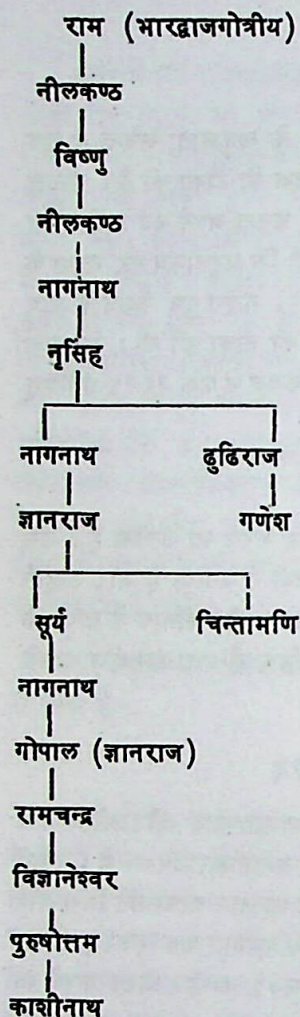 राम (भारद्वाजगोत्रीय)
नीलकण्ठ
विष्णु
नीलकण्ठ
नागनाथ
नृसिंह
नागनाथ ढुढिराज
ज्ञानराज गणेश
सूर्य चिन्तामणि
नागनाथ
गोपाल (ज्ञानराज)
रामचन्द्र
विज्ञानेश्वर
पुरुषोत्तम
काशीनाथ